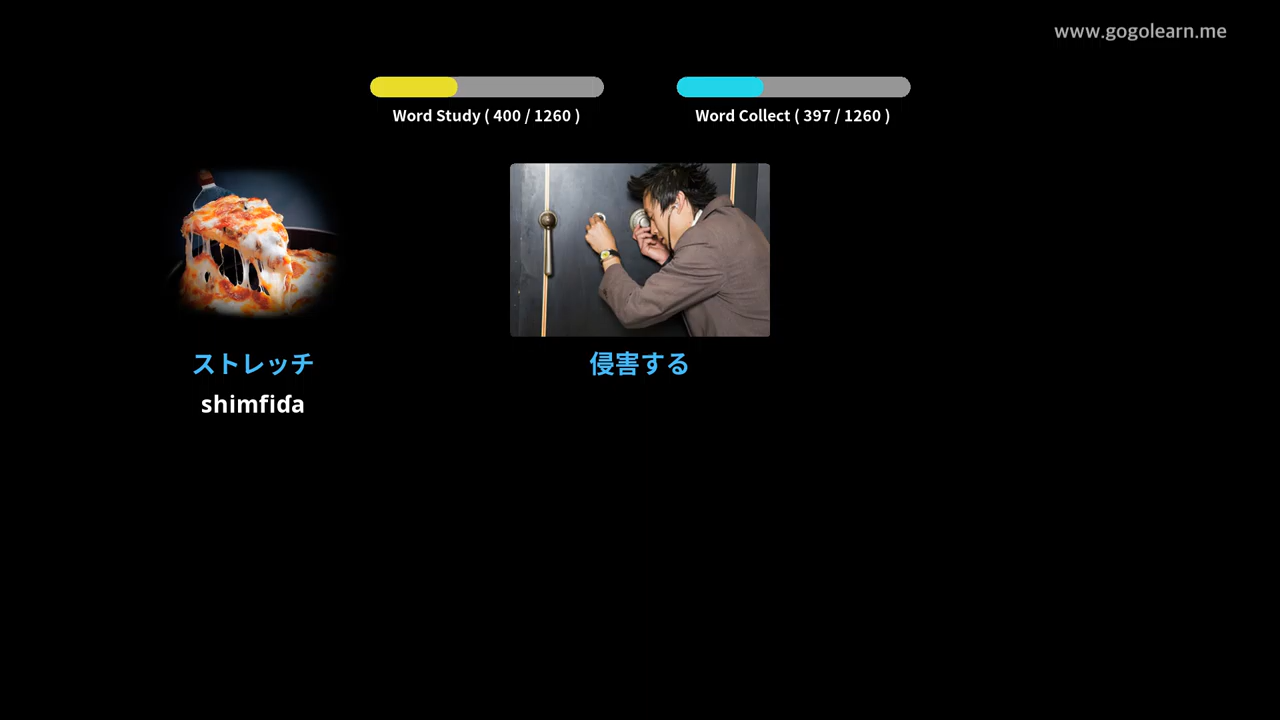 www.gogolearn.me
Word Study ( 400 / 1260 )
Word Collect ( 397 / 1260 )
ストレッチ
shimfiɗa
侵害する